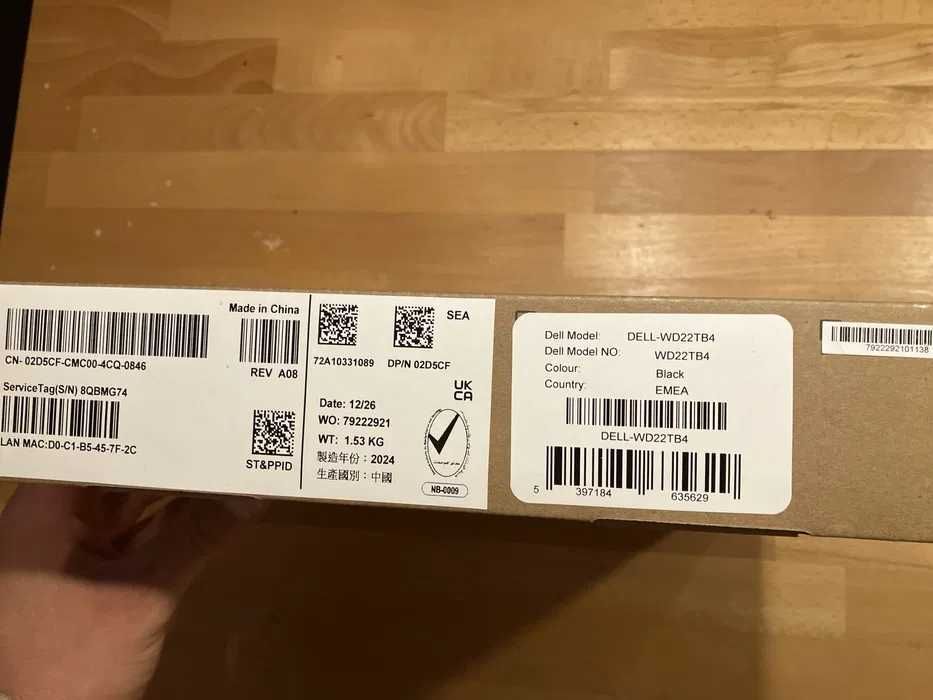 Made in China
CN- 02D5CF-CMC00-4CQ-0846
REV A08
ServiceTag(S/N) 8QBMG74
LAN MAC:D0-C1-B5-45-7F-2C
ST&PPID
SEA
72A10331089
DP/N 02D5CF
UK
CA
Date: 12/26
WO: 79222921
WT: 1.53 KG
製造年份：2024
生產國別：中國
NB-0009
Dell Model: DELL-WD22TB4
Dell Model NO: WD22TB4
Colour: Black
Country: EMEA
DELL-WD22TB4
5 397184 635629
7922292101138